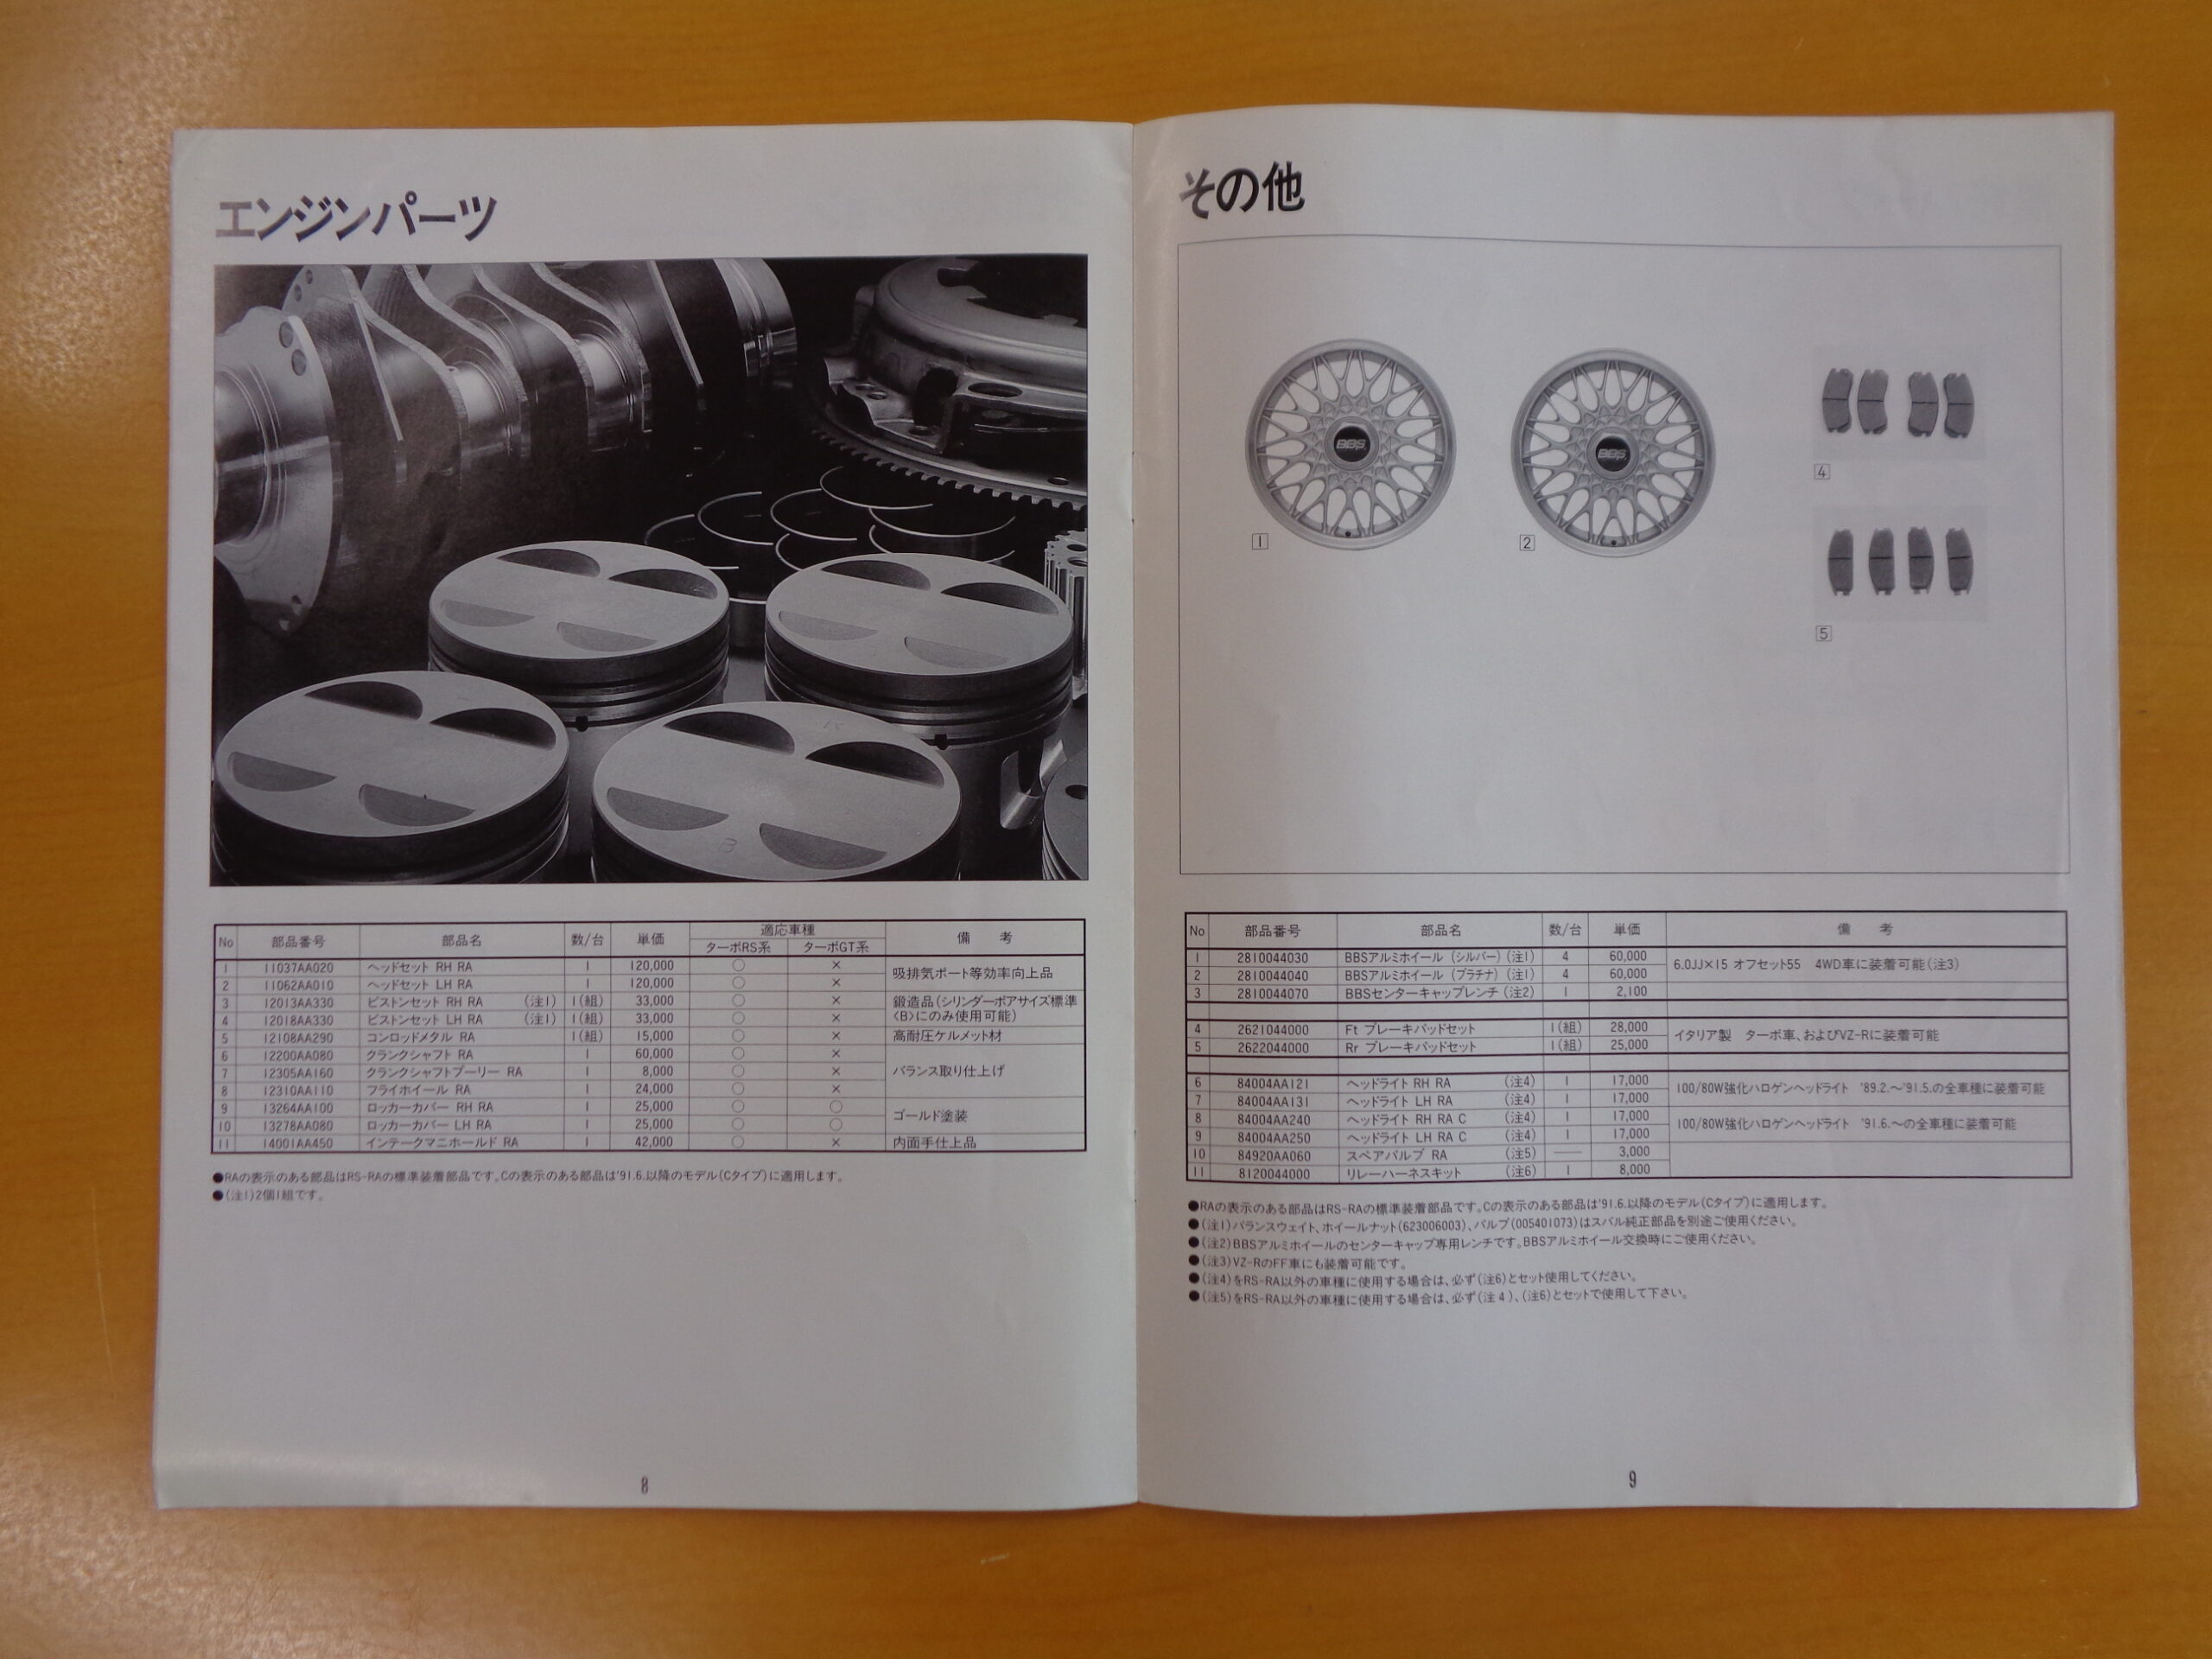 エンジンパーツ
No 部品番号 部品名 数/台 単価 適応車種 備 考
ターボRS系 ターボGT系
1 11037AA020 ヘッドセット RH RA 1 120,000 ○ × 吸排気ポート等効率向上品
2 11062AA010 ヘッドセット LH RA 1 120,000 ○ ×
3 12013AA330 ピストンセット RH RA (注1) 1(組) 33,000 ○ × 鍛造品(シリンダーボアサイズ標準
4 12018AA330 ピストンセット LH RA (注1) 1(組) 33,000 ○ × 〈B〉にのみ使用可能)
5 12108AA290 コンロッドメタル RA 1(組) 15,000 ○ × 高耐圧ケルメット材
6 12200AA080 クランクシャフト RA 1 60,000 ○ ×
7 12305AA160 クランクシャフトプーリー RA 1 8,000 ○ × バランス取り仕上げ
8 12310AA110 フライホイール RA 1 24,000 ○ ×
9 13264AA100 ロッカーカバー RH RA 1 25,000 ○ ○ ゴールド塗装
10 13278AA080 ロッカーカバー LH RA 1 25,000 ○ ○
11 14001AA450 インテークマニホールド RA 1 42,000 ○ × 内面手仕上品
●RAの表示のある部品はRS-RAの標準装着部品です。Cの表示のある部品は'91.6.以降のモデル(Cタイプ)に適用します。
●(注1)2個1組です。
8
その他
BBS
BBS
1
2
4
5
No 部品番号 部品名 数/台 単価 備 考
1 2810044030 BBSアルミホイール (シルバー) (注1) 4 60,000 6.0JJ×15 オフセット55 4WD車に装着可能(注3)
2 2810044040 BBSアルミホイール (プラチナ) (注1) 4 60,000
3 2810044070 BBSセンターキャップレンチ (注2) 1 2,100
4 2621044000 Ft ブレーキパッドセット 1(組) 28,000 イタリア製 ターボ車、およびVZ-Rに装着可能
5 2622044000 Rr ブレーキパッドセット 1(組) 25,000
6 84004AA121 ヘッドライト RH RA (注4) 1 17,000 100/80W強化ハロゲンヘッドライト '89.2.〜'91.5.の全車種に装着可能
7 84004AA131 ヘッドライト LH RA (注4) 1 17,000
8 84004AA240 ヘッドライト RH RA C (注4) 1 17,000 100/80W強化ハロゲンヘッドライト '91.6.〜の全車種に装着可能
9 84004AA250 ヘッドライト LH RA C (注4) 1 17,000
10 84920AA060 スペアバルブ RA (注5) — 3,000
11 8120044000 リレーハーネスキット (注6) 1 8,000
●RAの表示のある部品はRS-RAの標準装着部品です。Cの表示のある部品は'91.6.以降のモデル(Cタイプ)に適用します。
●(注1)バランスウェイト、ホイールナット(623006003)、バルブ(005401073)はスバル純正部品を別途ご使用ください。
●(注2)BBSアルミホイールのセンターキャップ専用レンチです。BBSアルミホイール交換時にご使用ください。
●(注3)VZ-RのFF車にも装着可能です。
●(注4)をRS-RA以外の車種に使用する場合は、必ず(注6)とセット使用してください。
●(注5)をRS-RA以外の車種に使用する場合は、必ず(注4)、(注6)とセットで使用して下さい。
9